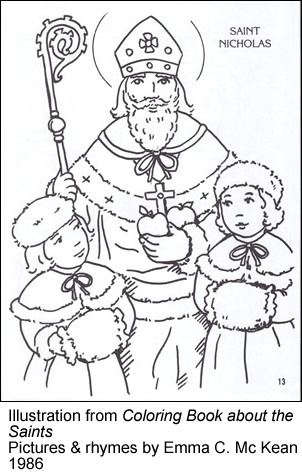 SAINT
NICHOLAS
13
Illustration from Coloring Book about the
Saints
Pictures & rhymes by Emma C. Mc Kean
1986